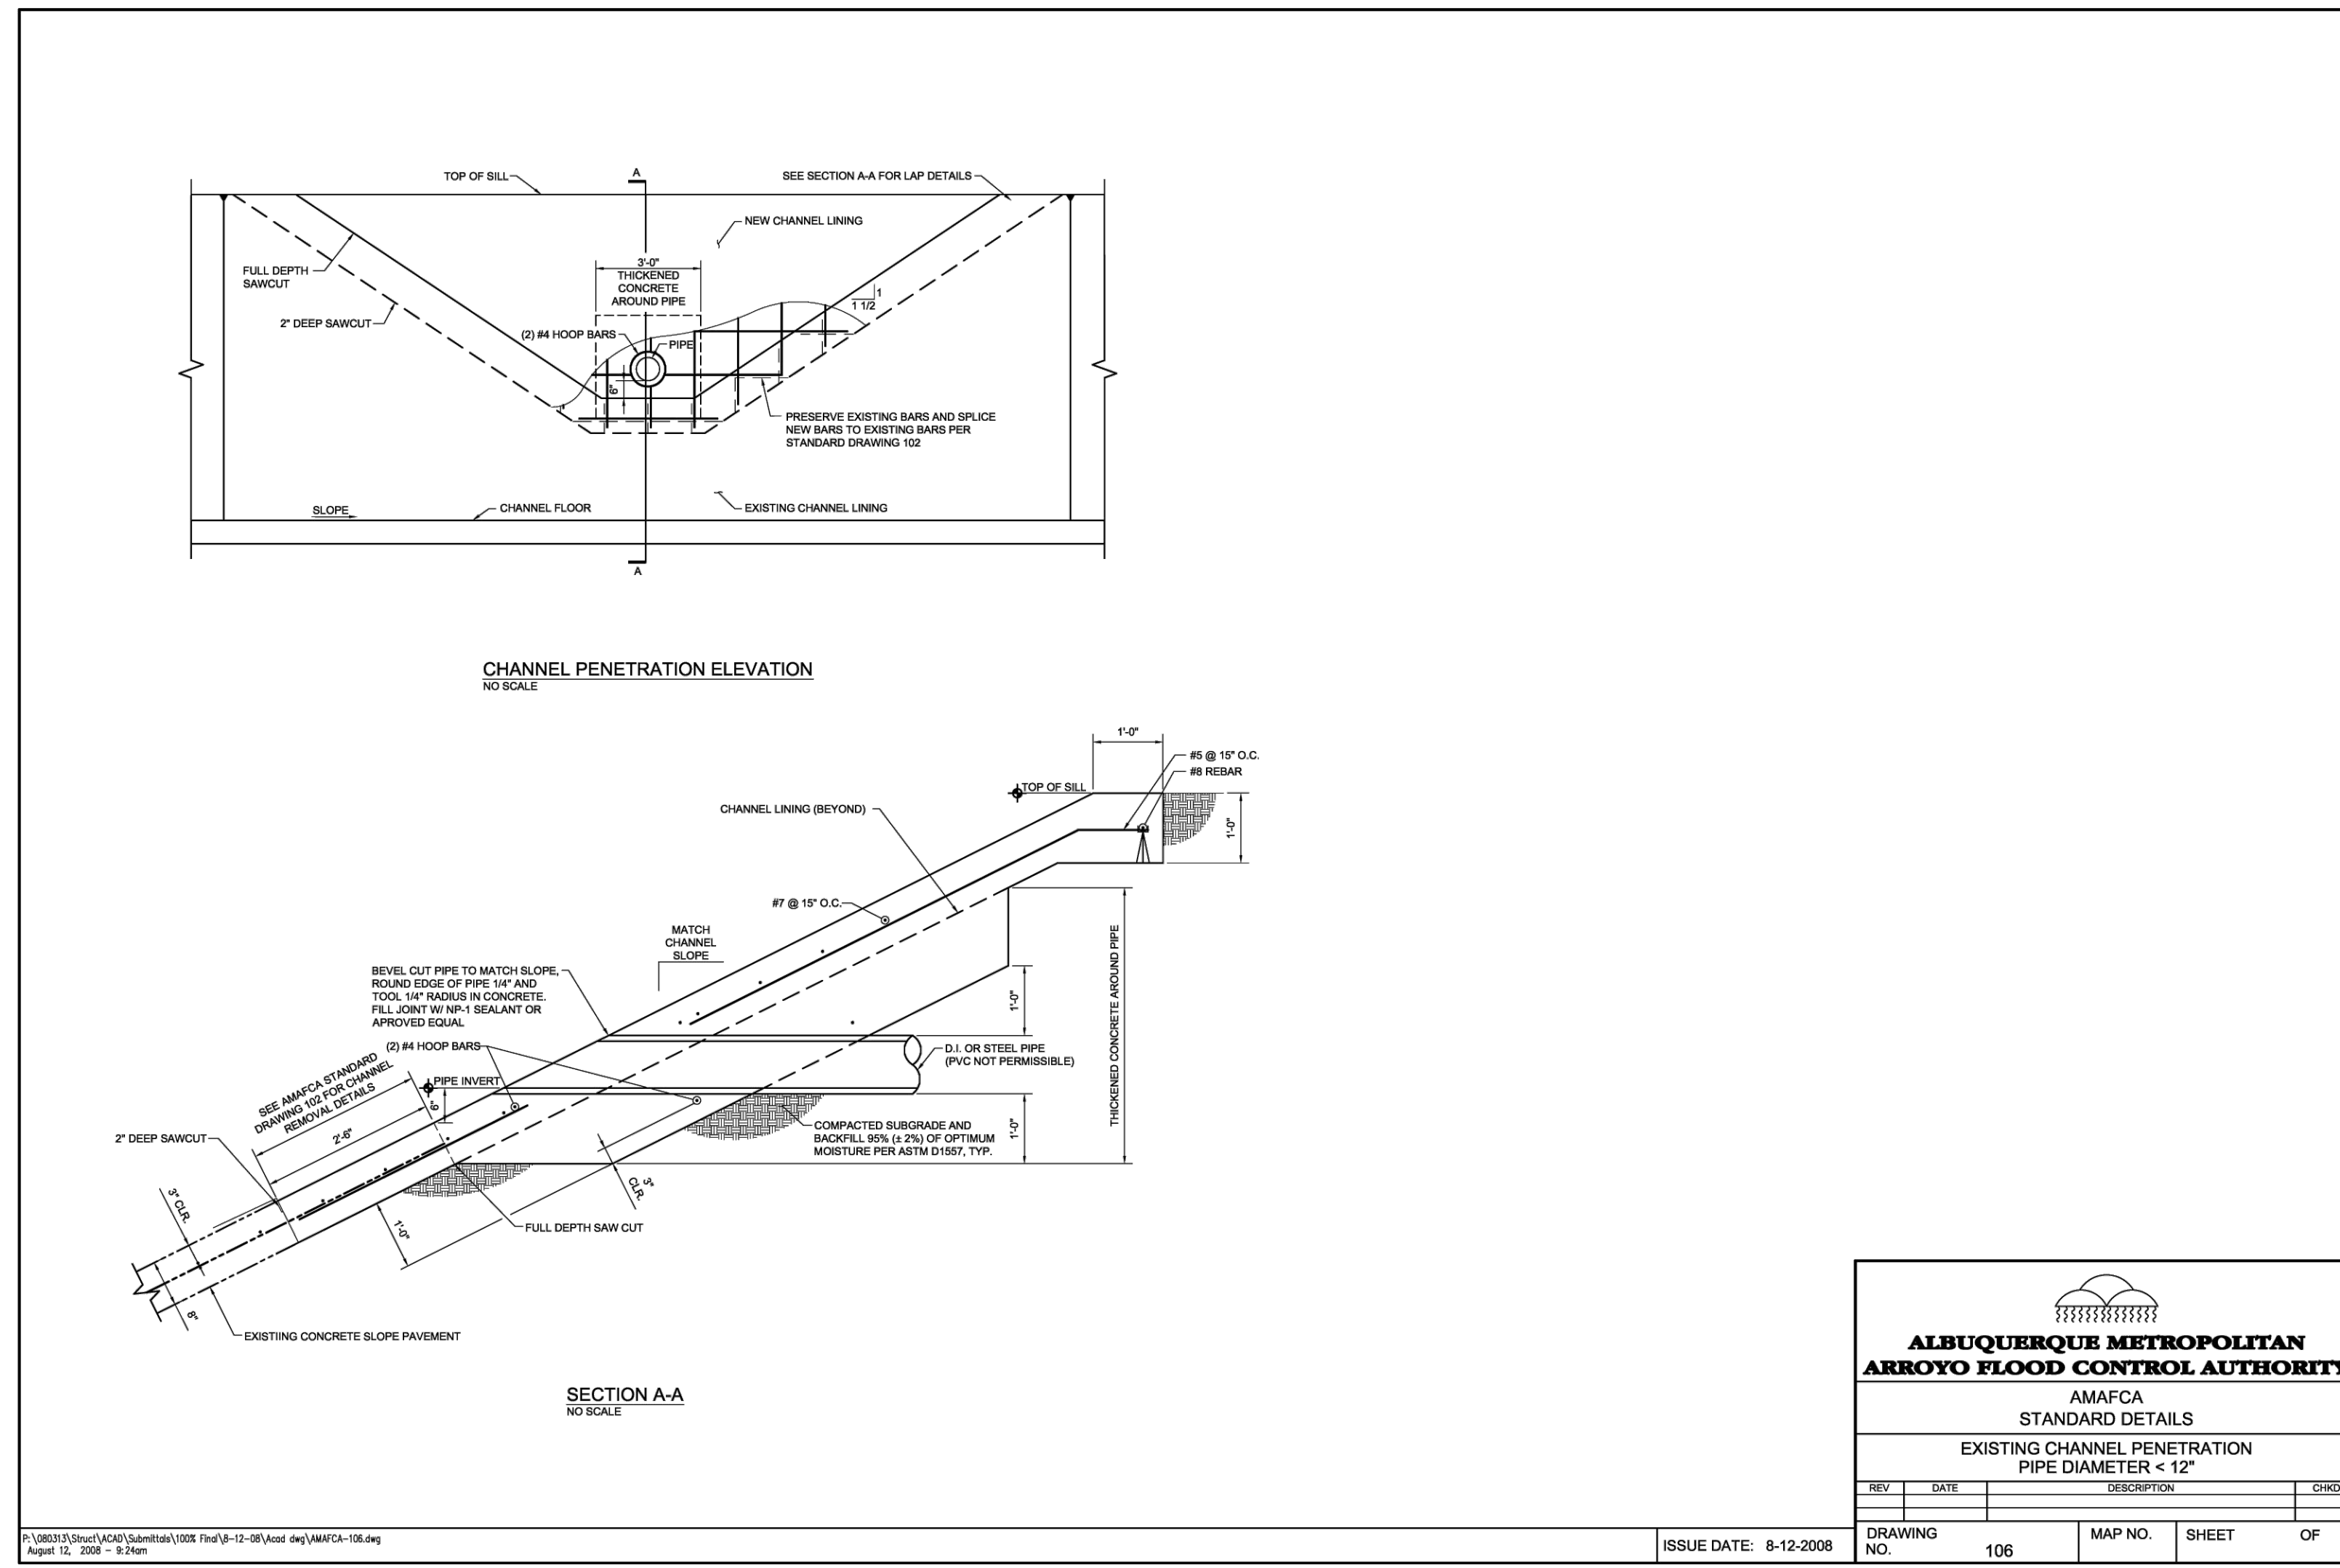 A
TOP OF SILL
SEE SECTION A-A FOR LAP DETAILS
NEW CHANNEL LINING
FULL DEPTH
SAWCUT
3'-0"
THICKENED
CONCRETE
AROUND PIPE
1
1 1/2
2" DEEP SAWCUT
(2) #4 HOOP BARS
PIPE
6"
PRESERVE EXISTING BARS AND SPLICE
NEW BARS TO EXISTING BARS PER
STANDARD DRAWING 102
SLOPE
CHANNEL FLOOR
EXISTING CHANNEL LINING
A
CHANNEL PENETRATION ELEVATION
NO SCALE
1'-0"
#5 @ 15" O.C.
#8 REBAR
TOP OF SILL
CHANNEL LINING (BEYOND)
1'-0"
#7 @ 15" O.C.
MATCH
CHANNEL
SLOPE
BEVEL CUT PIPE TO MATCH SLOPE,
ROUND EDGE OF PIPE 1/4" AND
TOOL 1/4" RADIUS IN CONCRETE.
FILL JOINT W/ NP-1 SEALANT OR
APROVED EQUAL
1'-0"
THICKENED CONCRETE AROUND PIPE
(2) #4 HOOP BARS
D.I. OR STEEL PIPE
(PVC NOT PERMISSIBLE)
SEE AMAFCA STANDARD
DRAWING 102 FOR CHANNEL
REMOVAL DETAILS
PIPE INVERT
6"
2'-6"
2" DEEP SAWCUT
COMPACTED SUBGRADE AND
BACKFILL 95% (± 2%) OF OPTIMUM
MOISTURE PER ASTM D1557, TYP.
1'-0"
3" CLR.
3"
CLR.
1'-0"
FULL DEPTH SAW CUT
8"
EXISTIING CONCRETE SLOPE PAVEMENT
SECTION A-A
NO SCALE
ALBUQUERQUE METROPOLITAN
ARROYO FLOOD CONTROL AUTHORITY
AMAFCA
STANDARD DETAILS
EXISTING CHANNEL PENETRATION
PIPE DIAMETER < 12"
REV DATE DESCRIPTION CHKD
DRAWING
NO. 106 MAP NO. SHEET OF
ISSUE DATE: 8-12-2008
P:\080313\Struct\ACAD\Submittals\100% Final\8-12-08\Acad dwg\AMAFCA-106.dwg
August 12, 2008 - 9:24am